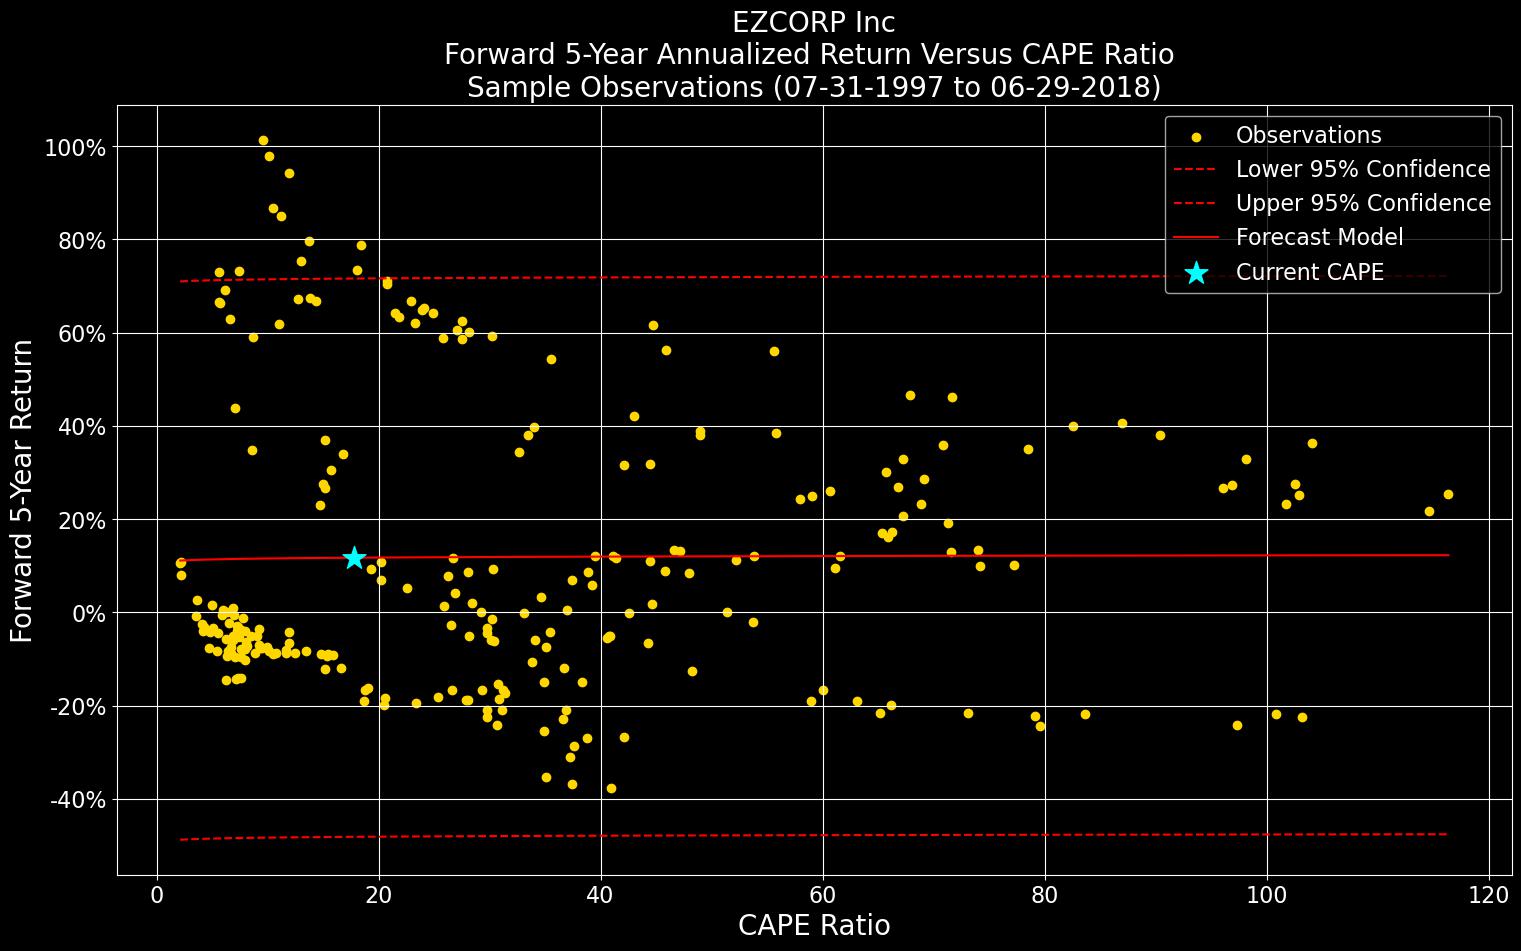 EZCORP Inc
Forward 5-Year Annualized Return Versus CAPE Ratio
Sample Observations (07-31-1997 to 06-29-2018)
Observations
Lower 95% Confidence
Upper 95% Confidence
Forecast Model
Current CAPE
Forward 5-Year Return
100%
80%
60%
40%
20%
0%
-20%
-40%
0 20 40 60 80 100 120
CAPE Ratio